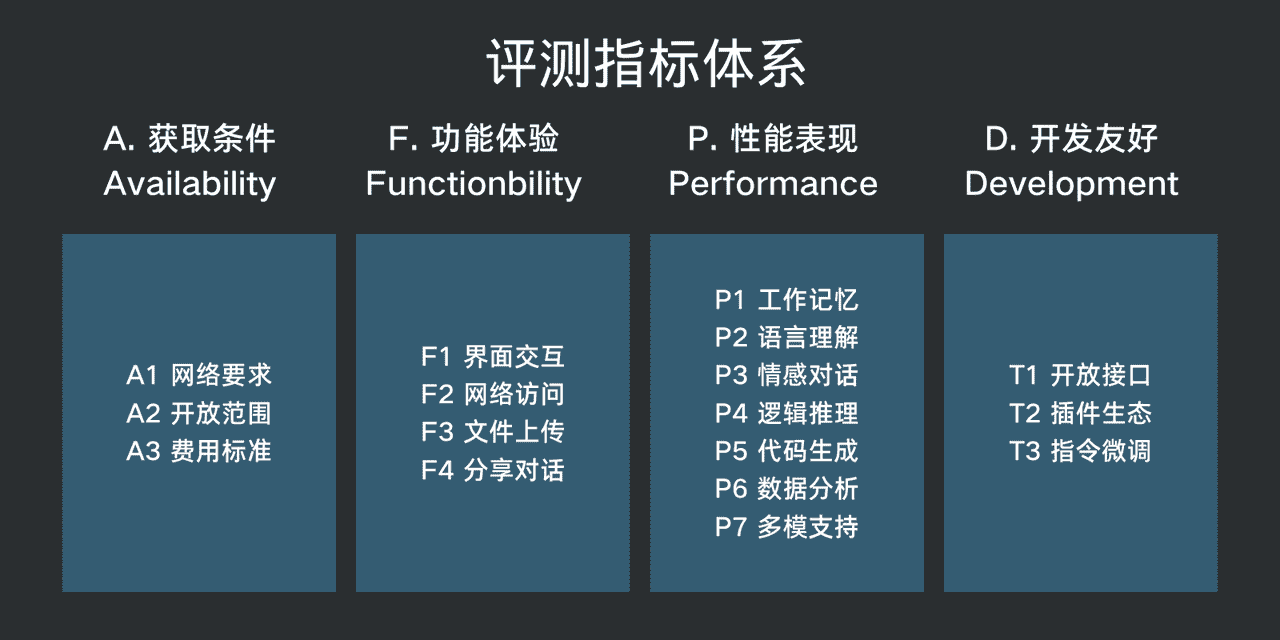 评测指标体系
A. 获取条件
Availability
A1 网络要求
A2 开放范围
A3 费用标准
F. 功能体验
Functionbility
F1 界面交互
F2 网络访问
F3 文件上传
F4 分享对话
P. 性能表现
Performance
P1 工作记忆
P2 语言理解
P3 情感对话
P4 逻辑推理
P5 代码生成
P6 数据分析
P7 多模支持
D. 开发友好
Development
T1 开放接口
T2 插件生态
T3 指令微调